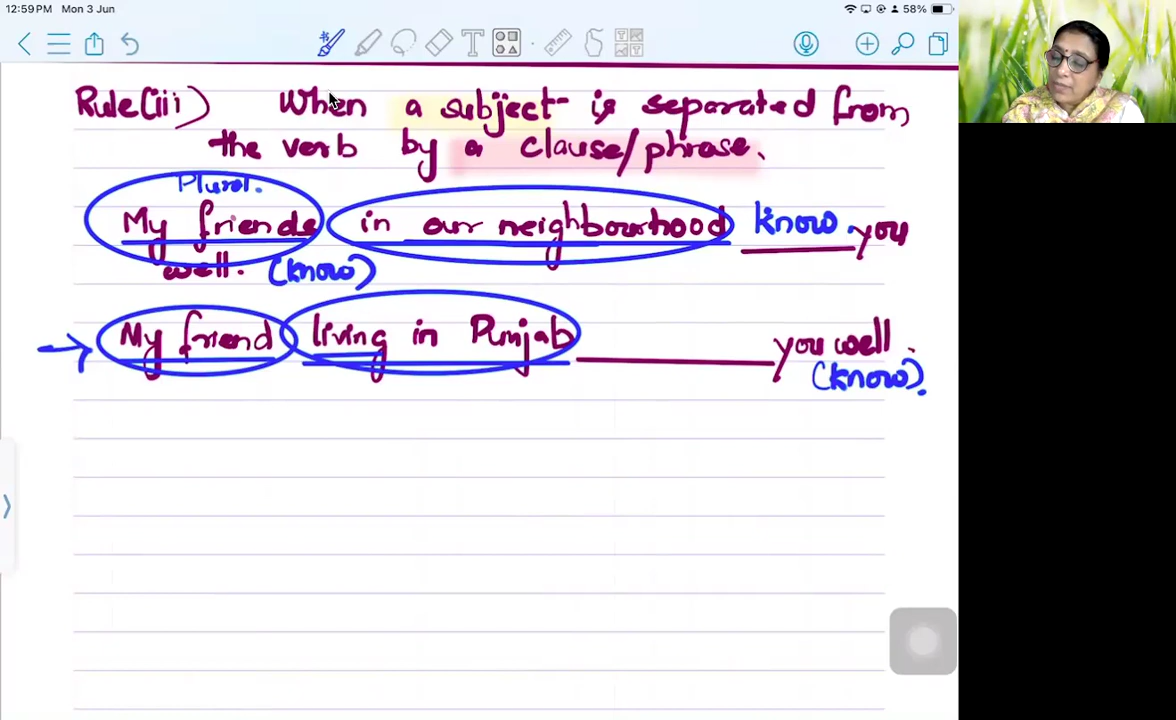 12:59 PM Mon 3 Jun 58%
Rule(iii) When a subject is separated from
the verb by a clause/phrase.
Plural.
My friends in our neighbourhood know you
well. (know)
→ My friend living in Punjab ______ you well.
(know).